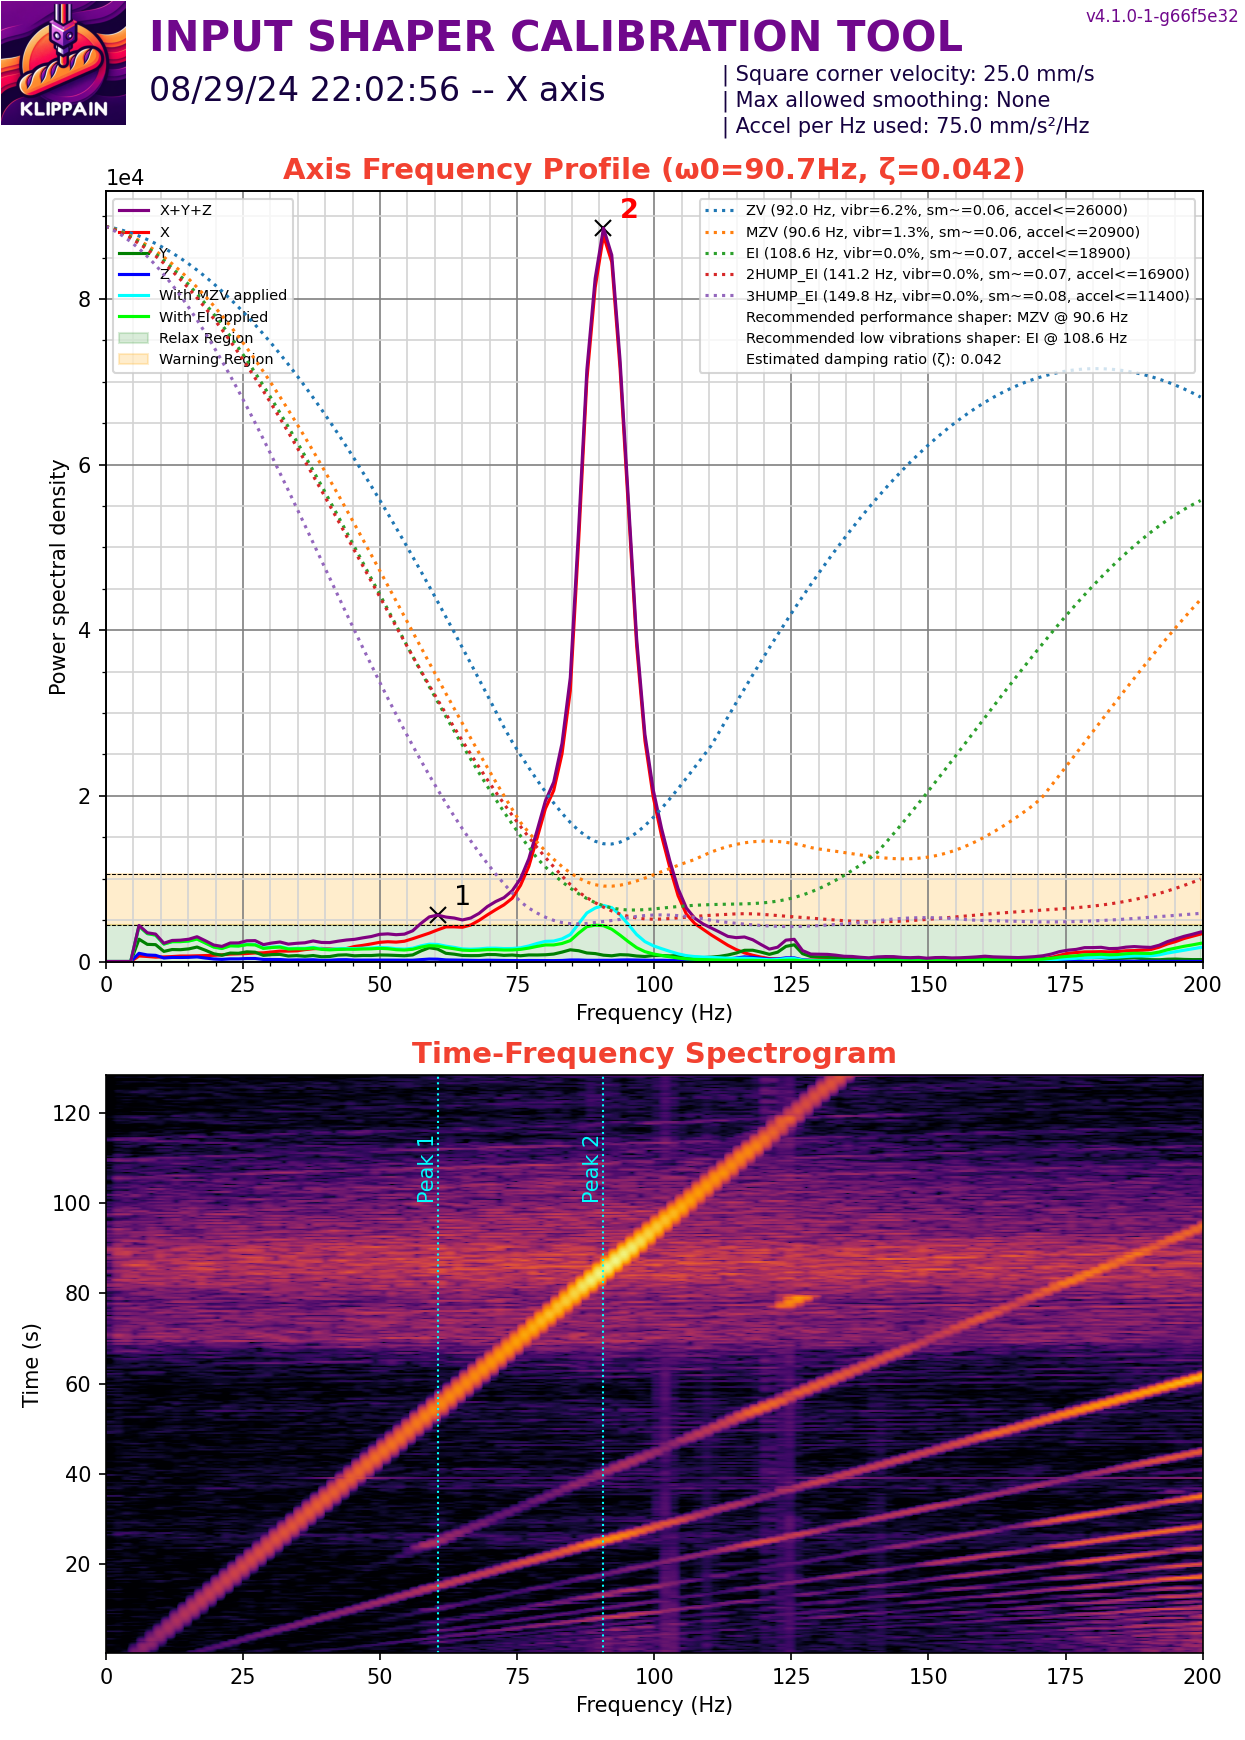 v4.1.0-1-g66f5e32
INPUT SHAPER CALIBRATION TOOL
08/29/24 22:02:56 -- X axis
| Square corner velocity: 25.0 mm/s
| Max allowed smoothing: None
| Accel per Hz used: 75.0 mm/s²/Hz
KLIPPAIN
Axis Frequency Profile (ω0=90.7Hz, ζ=0.042)
1e4
X+Y+Z
X
Y
Z
With MZV applied
With EI applied
Relax Region
Warning Region
2
ZV (92.0 Hz, vibr=6.2%, sm~=0.06, accel<=26000)
MZV (90.6 Hz, vibr=1.3%, sm~=0.06, accel<=20900)
EI (108.6 Hz, vibr=0.0%, sm~=0.07, accel<=18900)
2HUMP_EI (141.2 Hz, vibr=0.0%, sm~=0.07, accel<=16900)
3HUMP_EI (149.8 Hz, vibr=0.0%, sm~=0.08, accel<=11400)
Recommended performance shaper: MZV @ 90.6 Hz
Recommended low vibrations shaper: EI @ 108.6 Hz
Estimated damping ratio (ζ): 0.042
8
6
4
2
0
Power spectral density
1
0 25 50 75 100 125 150 175 200
Frequency (Hz)
Time-Frequency Spectrogram
120
100
80
60
40
20
Time (s)
Peak 1
Peak 2
0 25 50 75 100 125 150 175 200
Frequency (Hz)